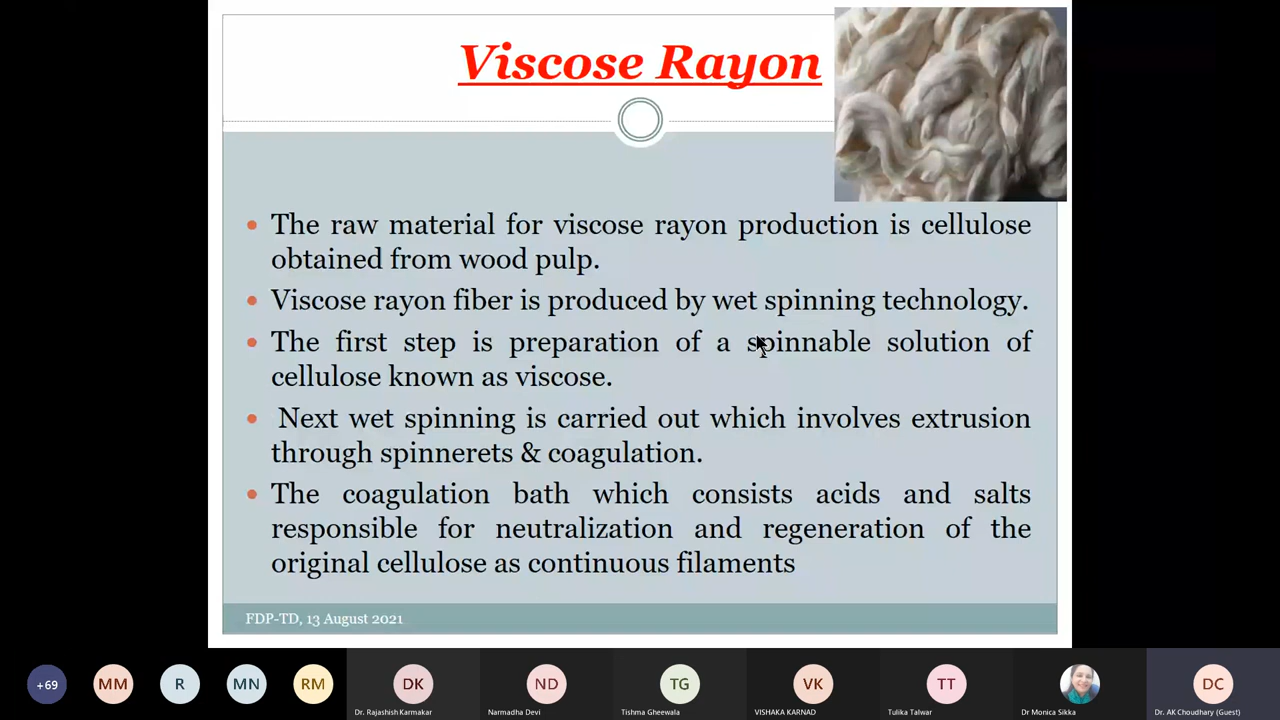 Viscose Rayon
• The raw material for viscose rayon production is cellulose
obtained from wood pulp.
• Viscose rayon fiber is produced by wet spinning technology.
• The first step is preparation of a spinnable solution of
cellulose known as viscose.
• Next wet spinning is carried out which involves extrusion
through spinnerets & coagulation.
• The coagulation bath which consists acids and salts
responsible for neutralization and regeneration of the
original cellulose as continuous filaments
FDP-TD, 13 August 2021
+69 MM R MN RM DK ND TG VK TT DC
Dr. Rajashish Karmakar Narmadha Devi Tishma Gheewala VISHAKA KARNAD Tulika Talwar Dr Monica Sikka Dr. AK Choudhary (Guest)